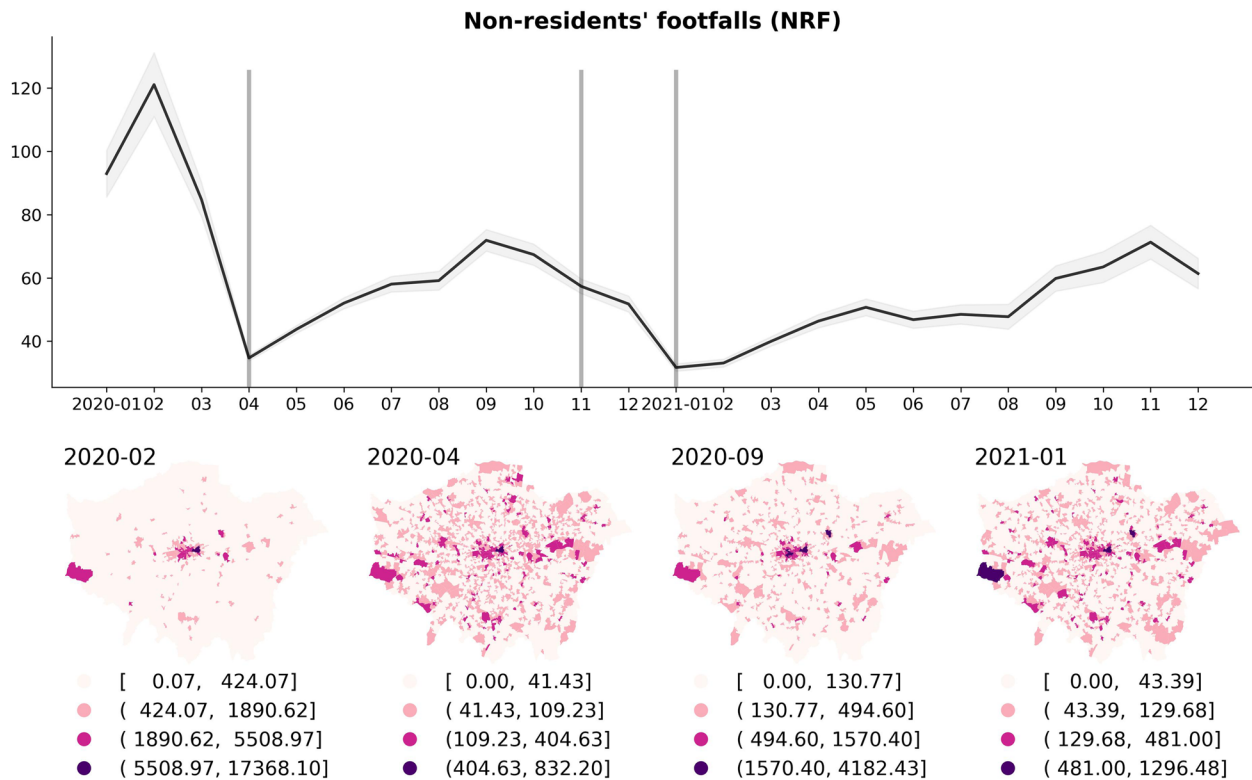 Non-residents' footfalls (NRF)
120
100
80
60
40
2020-01 02 03 04 05 06 07 08 09 10 11 12 2021-01 02 03 04 05 06 07 08 09 10 11 12
2020-02 2020-04 2020-09 2021-01
[ 0.07, 424.07] [ 0.00, 41.43] [ 0.00, 130.77] [ 0.00, 43.39]
( 424.07, 1890.62] ( 41.43, 109.23] ( 130.77, 494.60] ( 43.39, 129.68]
( 1890.62, 5508.97] (109.23, 404.63] ( 494.60, 1570.40] ( 129.68, 481.00]
( 5508.97, 17368.10] (404.63, 832.20] (1570.40, 4182.43] ( 481.00, 1296.48]